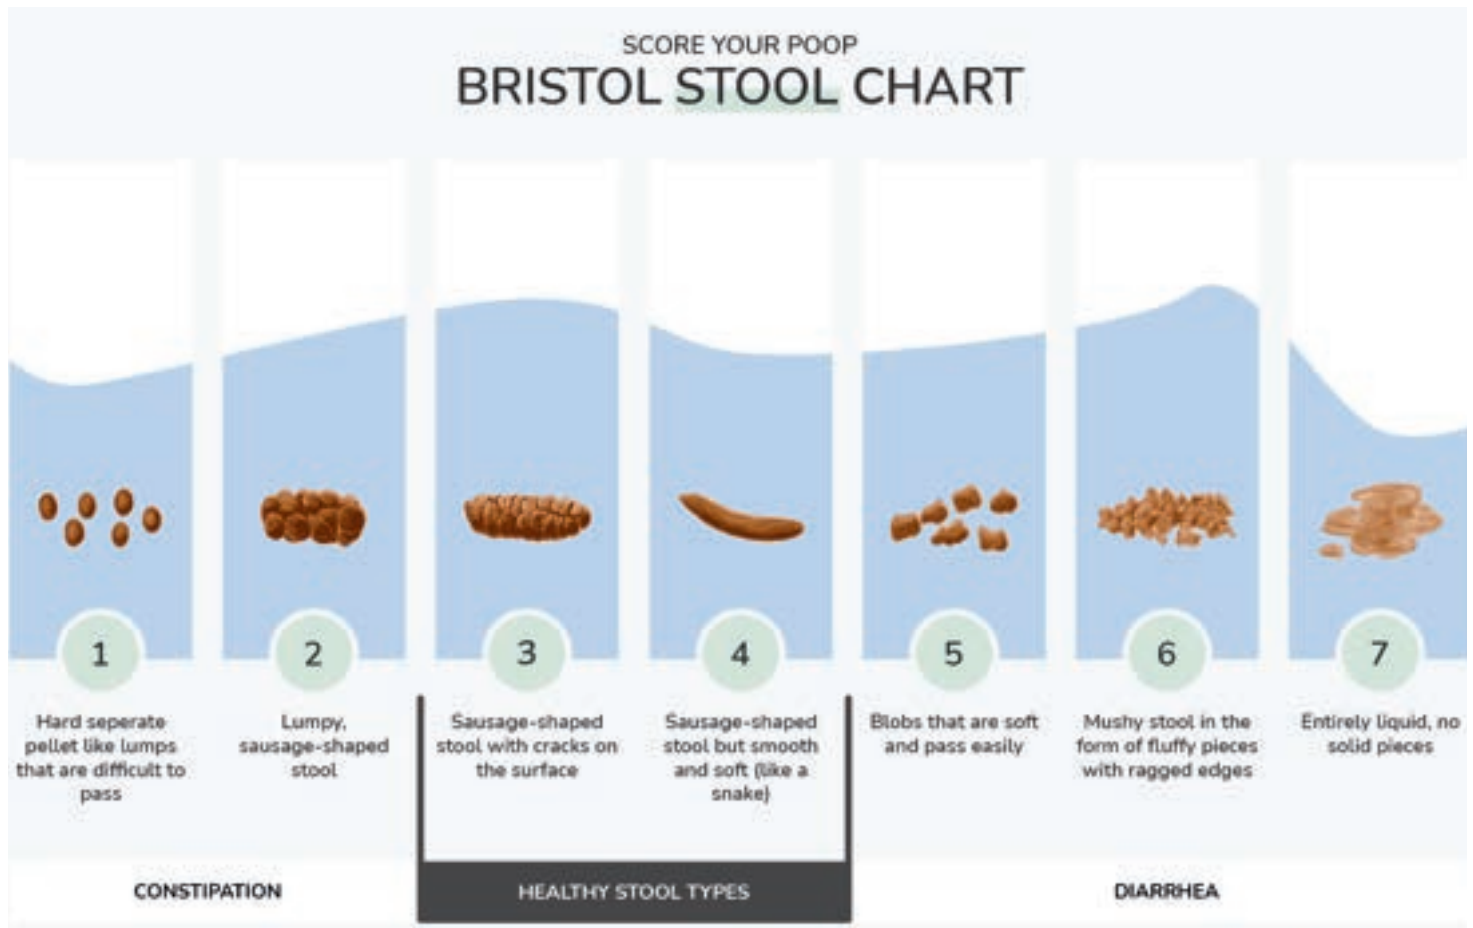 SCORE YOUR POOP
BRISTOL STOOL CHART
1
Hard seperate
pellet like lumps
that are difficult to
pass
2
Lumpy,
sausage-shaped
stool
3
Sausage-shaped
stool with cracks on
the surface
4
Sausage-shaped
stool but smooth
and soft (like a
snake)
5
Blobs that are soft
and pass easily
6
Mushy stool in the
form of fluffy pieces
with ragged edges
7
Entirely liquid, no
solid pieces
CONSTIPATION
HEALTHY STOOL TYPES
DIARRHEA